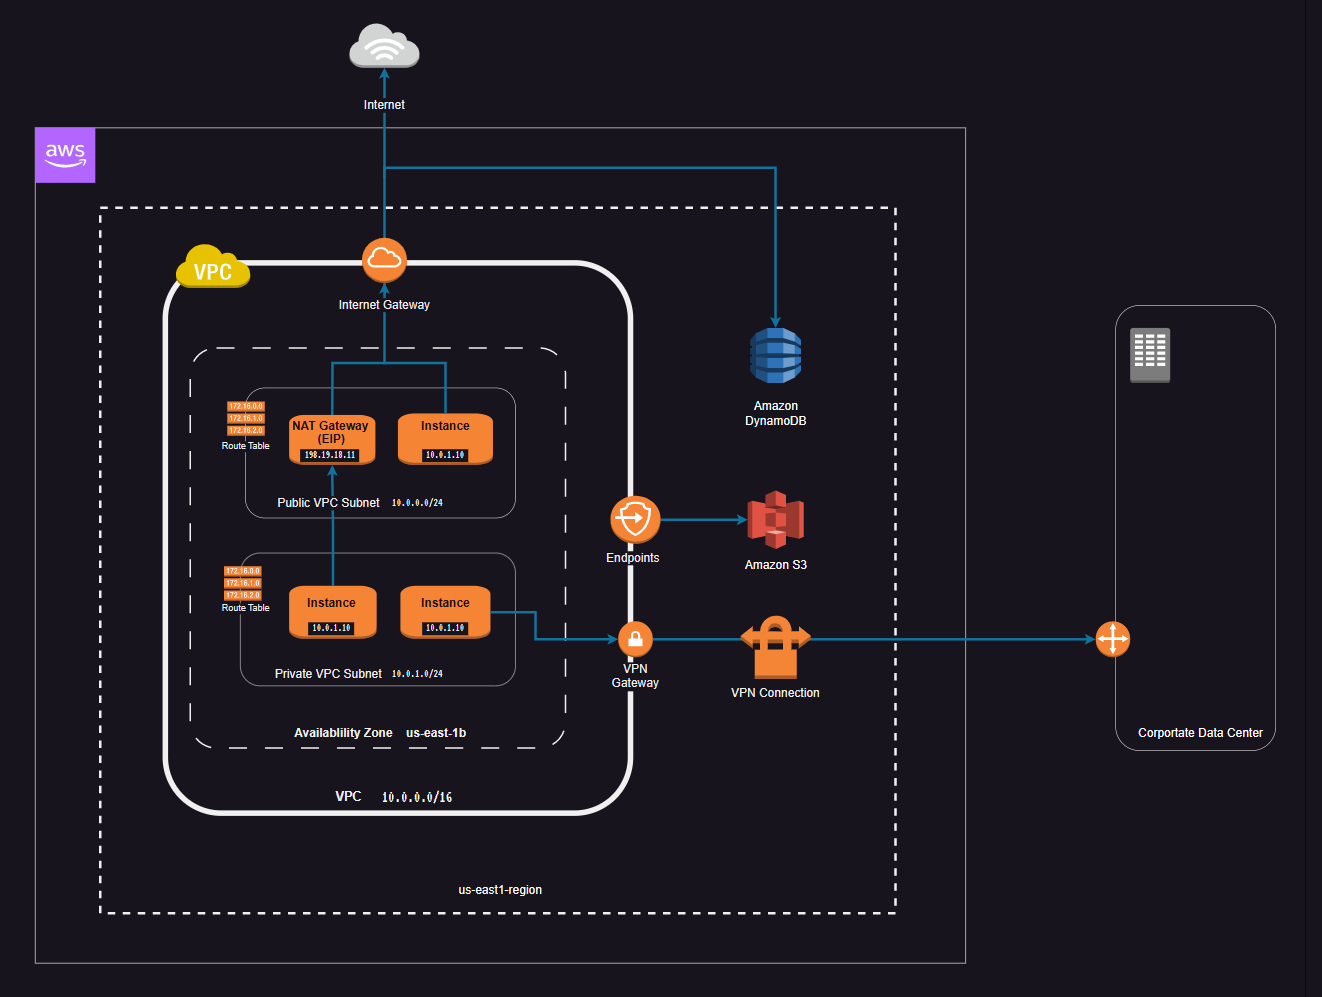 Internet
aws
VPC
Internet Gateway
172.16.0.0
172.16.1.0
172.16.2.0
Route Table
NAT Gateway
(EIP)
198.19.18.11
Instance
10.0.1.10
Public VPC Subnet 10.0.0.0/24
Amazon
DynamoDB
Endpoints
Amazon S3
172.16.0.0
172.16.1.0
172.16.2.0
Route Table
Instance
10.0.1.10
Instance
10.0.1.10
Private VPC Subnet 10.0.1.0/24
VPN
Gateway
VPN Connection
Availablility Zone us-east-1b
Corportate Data Center
VPC 10.0.0.0/16
us-east1-region